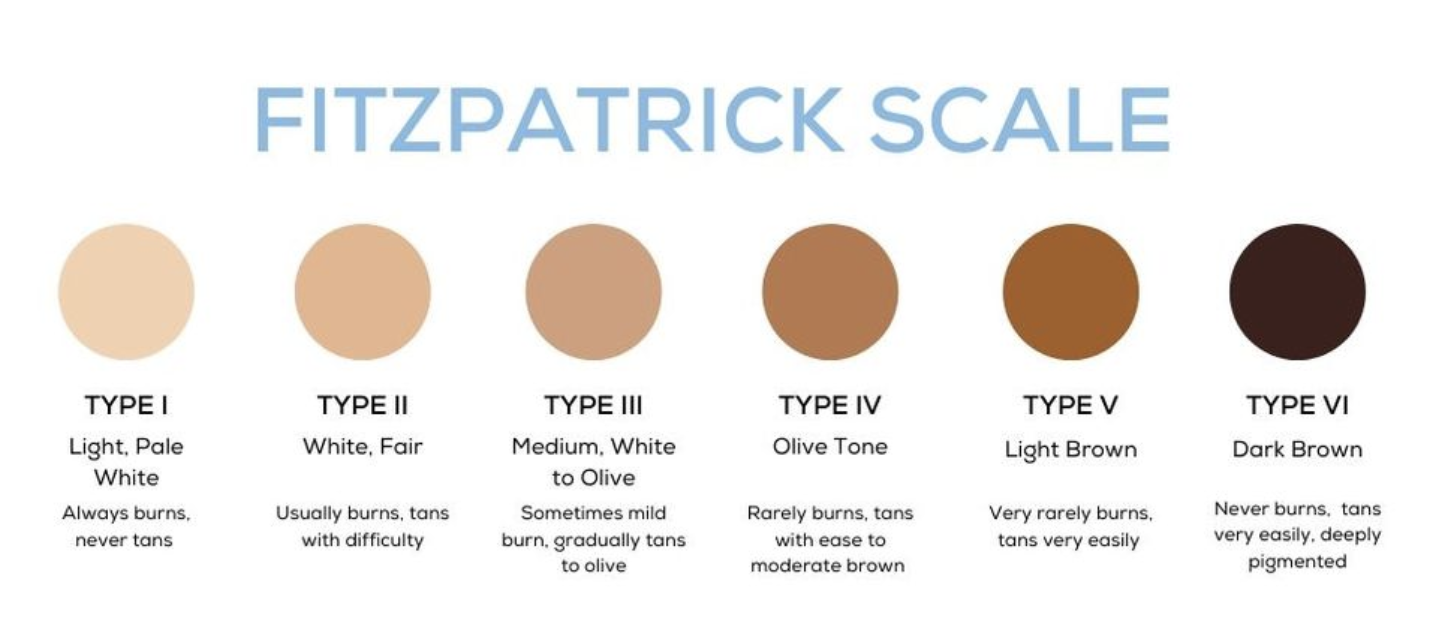 FITZPATRICK SCALE
TYPE I
Light, Pale
White
Always burns,
never tans
TYPE II
White, Fair
Usually burns, tans
with difficulty
TYPE III
Medium, White
to Olive
Sometimes mild
burn, gradually tans
to olive
TYPE IV
Olive Tone
Rarely burns, tans
with ease to
moderate brown
TYPE V
Light Brown
Very rarely burns,
tans very easily
TYPE VI
Dark Brown
Never burns, tans
very easily, deeply
pigmented